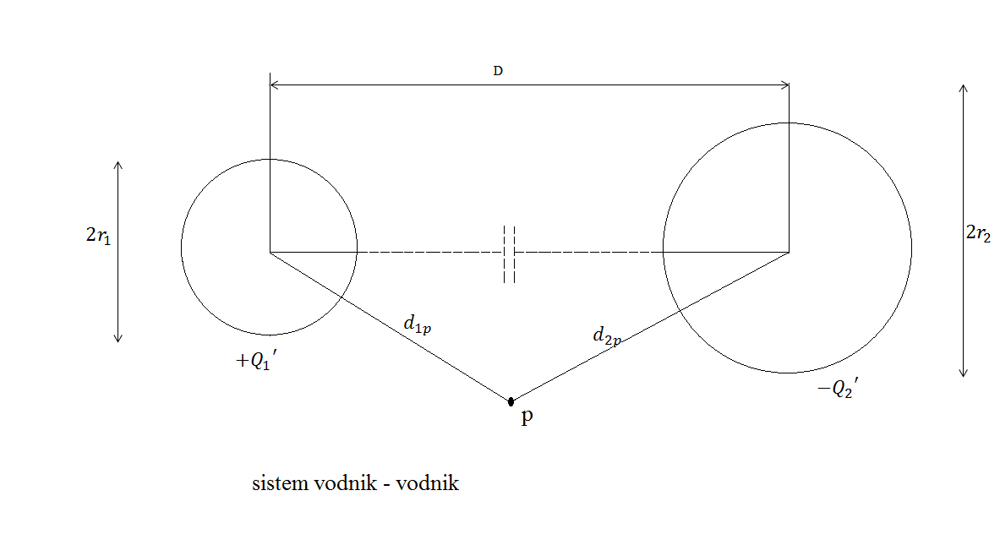 D
2r₁
2r₂
d₁ₚ
d₂ₚ
+Q₁′
−Q₂′
p
sistem vodnik - vodnik